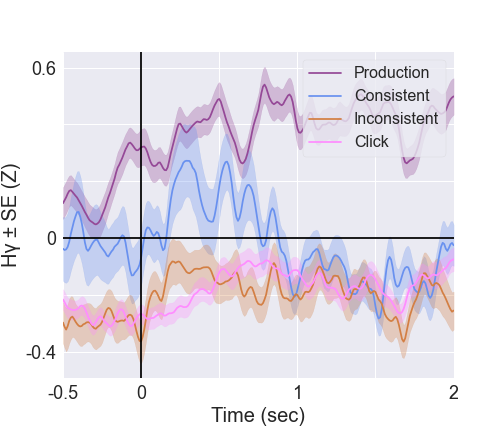 Production
Consistent
Inconsistent
Click
0.6
0
-0.4
Hγ ± SE (Z)
-0.5 0 1 2
Time (sec)